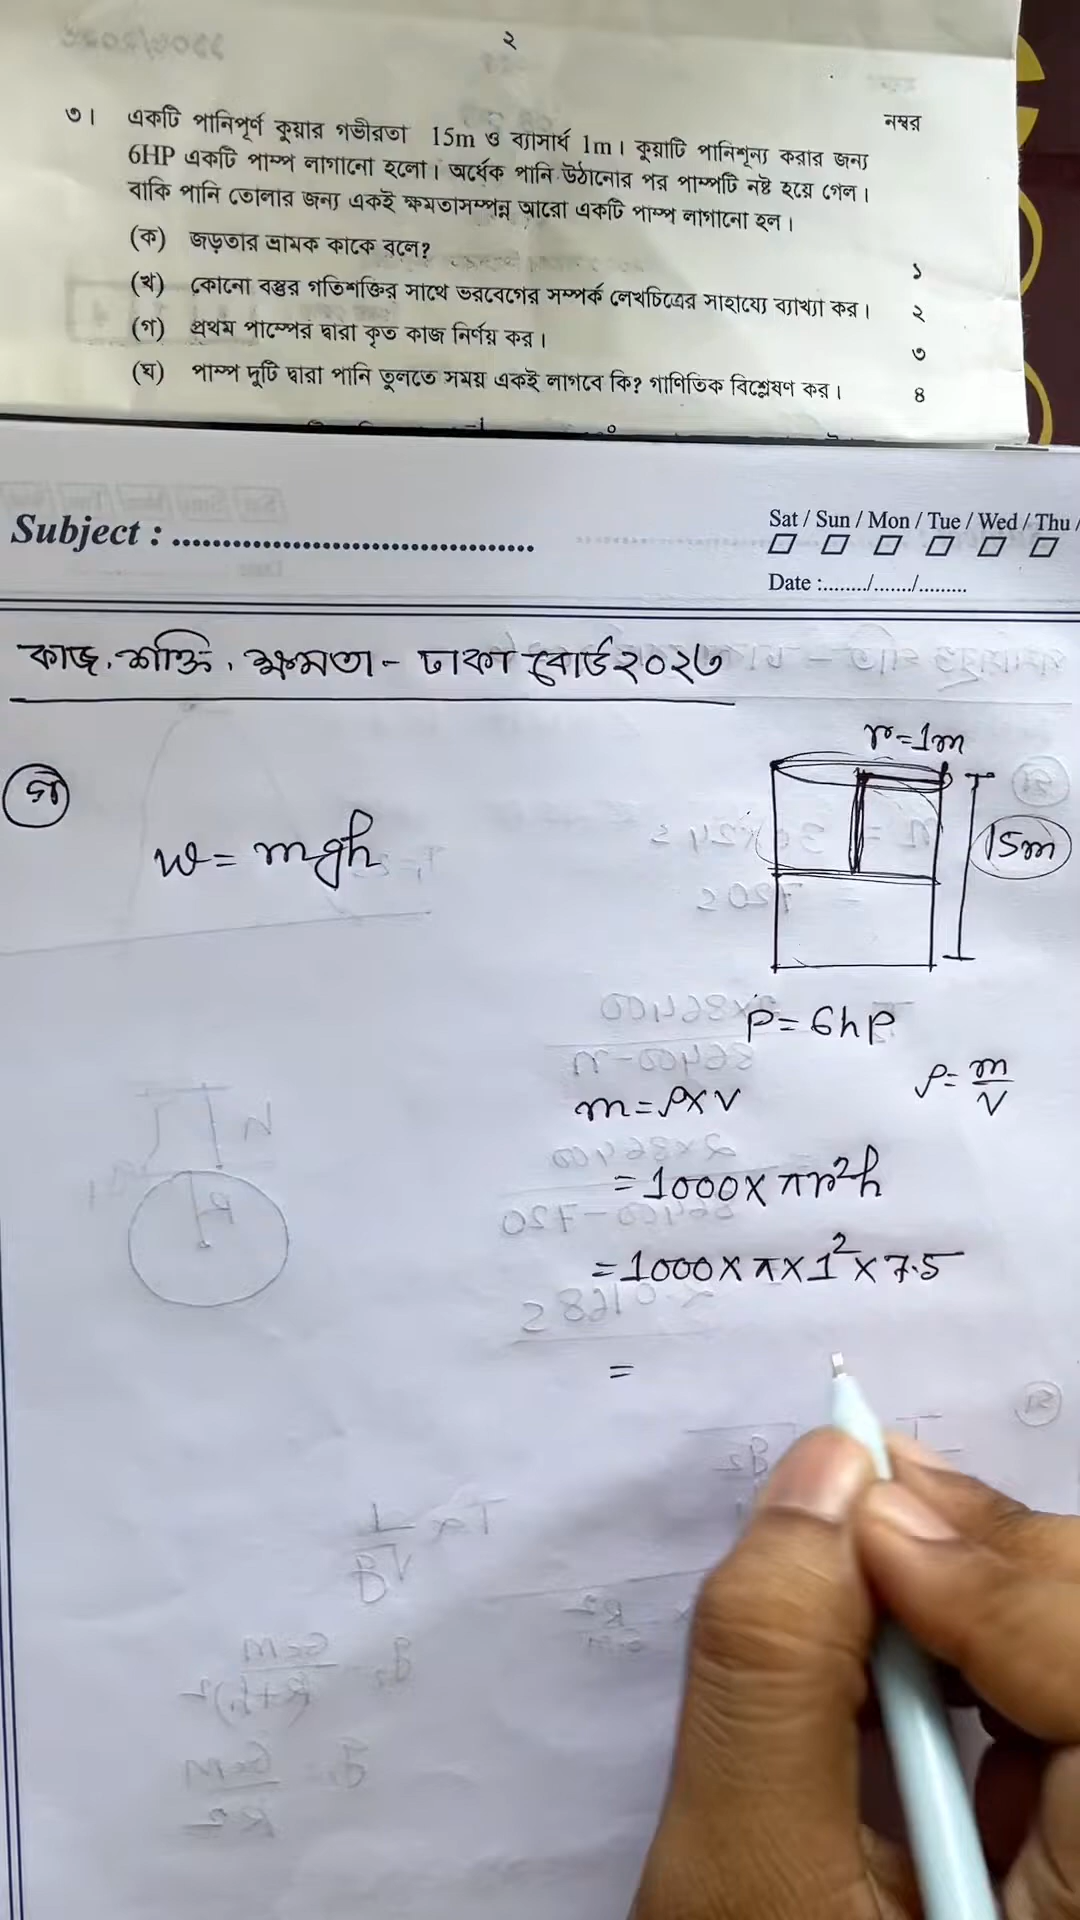 ২
৩। একটি পানিপূর্ণ কুয়ার গভীরতা 15m ও ব্যাসার্ধ 1m। কুয়াটি পানিশূন্য করার জন্য নম্বর
6HP একটি পাম্প লাগানো হলো। অর্ধেক পানি উঠানোর পর পাম্পটি নষ্ট হয়ে গেল।
বাকি পানি তোলার জন্য একই ক্ষমতাসম্পন্ন আরো একটি পাম্প লাগানো হল।
(ক) জড়তার ভ্রামক কাকে বলে? ১
(খ) কোনো বস্তুর গতিশক্তির সাথে ভরবেগের সম্পর্ক লেখচিত্রের সাহায্যে ব্যাখ্যা কর। ২
(গ) প্রথম পাম্পের দ্বারা কৃত কাজ নির্ণয় কর। ৩
(ঘ) পাম্প দুটি দ্বারা পানি তুলতে সময় একই লাগবে কি? গাণিতিক বিশ্লেষণ কর। ৪
Subject :
Sat / Sun / Mon / Tue / Wed / Thu /
Date :......../......./.........
কাজ, শক্তি, ক্ষমতা - ঢাকা বোর্ড ২০২৩
r=1m
গ
w = mgh
15m
P = 6hp
m = ρ×v
ρ = m/v
= 1000 × πr²h
= 1000 × π × 1² × 7.5
=